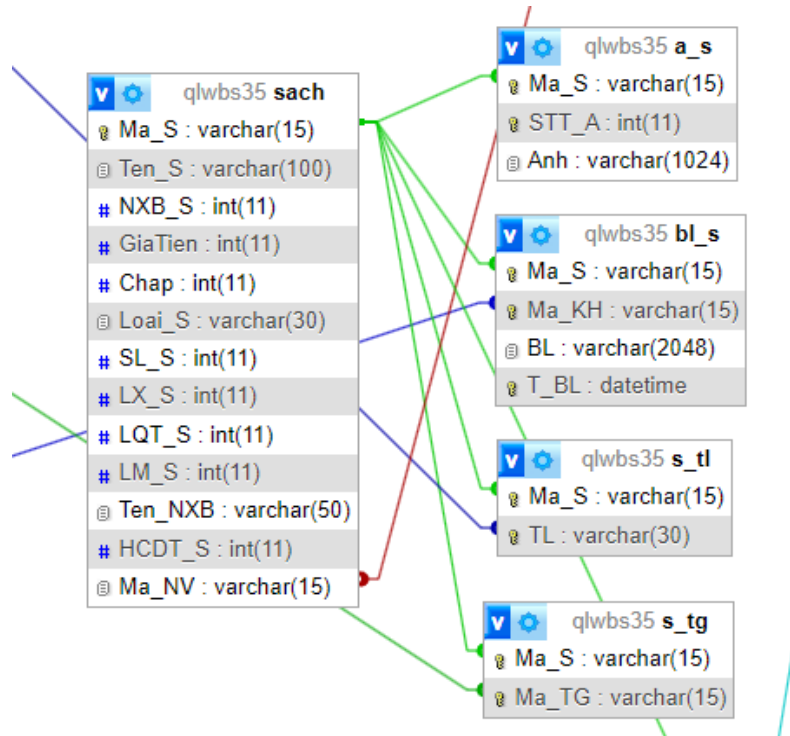 qlwbs35 sach
Ma_S : varchar(15)
Ten_S : varchar(100)
NXB_S : int(11)
GiaTien : int(11)
Chap : int(11)
Loai_S : varchar(30)
SL_S : int(11)
LX_S : int(11)
LQT_S : int(11)
LM_S : int(11)
Ten_NXB : varchar(50)
HCDT_S : int(11)
Ma_NV : varchar(15)
qlwbs35 a_s
Ma_S : varchar(15)
STT_A : int(11)
Anh : varchar(1024)
qlwbs35 bl_s
Ma_S : varchar(15)
Ma_KH : varchar(15)
BL : varchar(2048)
T_BL : datetime
qlwbs35 s_tl
Ma_S : varchar(15)
TL : varchar(30)
qlwbs35 s_tg
Ma_S : varchar(15)
Ma_TG : varchar(15)